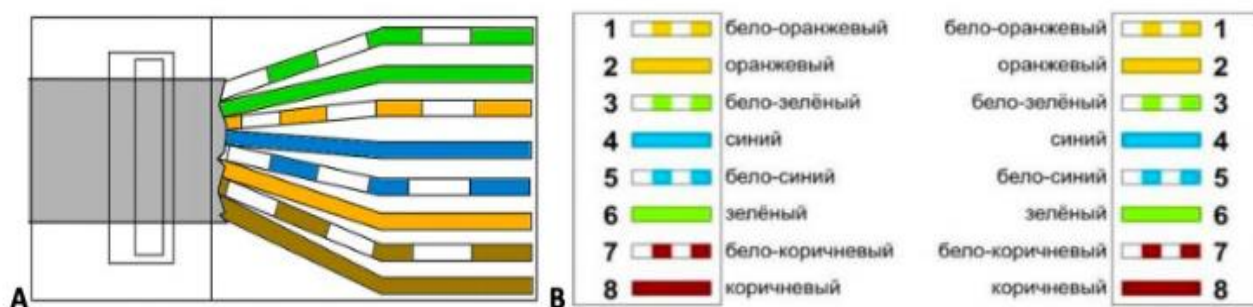 1 бело-оранжевый бело-оранжевый 1
2 оранжевый оранжевый 2
3 бело-зелёный бело-зелёный 3
4 синий синий 4
5 бело-синий бело-синий 5
6 зелёный зелёный 6
7 бело-коричневый бело-коричневый 7
8 коричневый коричневый 8
A B